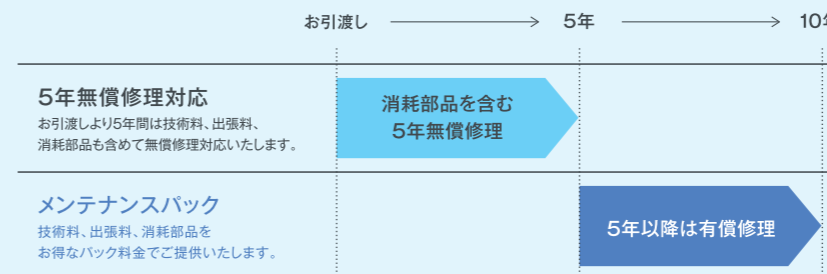 お引渡し
5年
10年
5年無償修理対応
お引渡しより5年間は技術料、出張料、
消耗部品も含めて無償修理対応いたします。
消耗部品を含む
5年無償修理
メンテナンスパック
技術料、出張料、消耗部品を
お得なパック料金でご提供いたします。
5年以降は有償修理